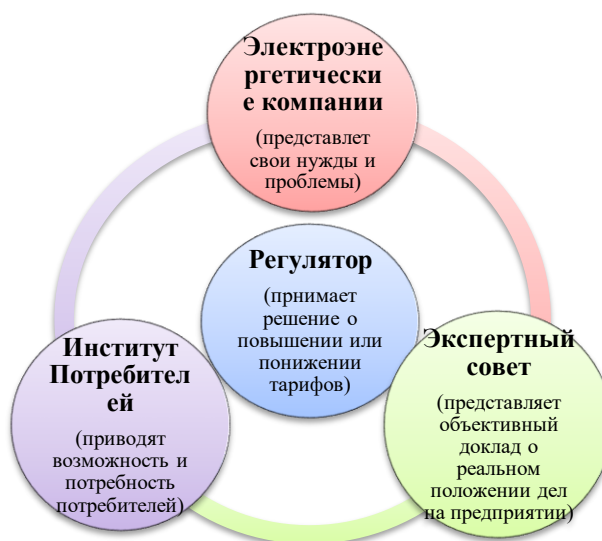 Электроэне
ргетически
е компании
(представлет
свои нужды и
проблемы)
Регулятор
(прнимает
решение о
повышении или
понижении
тарифов)
Институт
Потребител
ей
(приводят
возможность и
потребность
потребителей)
Экспертный
совет
(представляет
объективный
доклад о
реальном
положении дел
на предприятии)